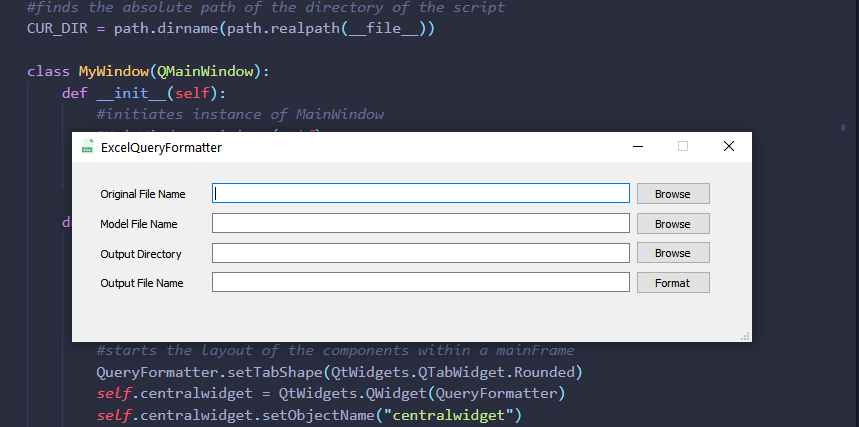 #finds the absolute path of the directory of the script
CUR_DIR = path.dirname(path.realpath(__file__))
class MyWindow(QMainWindow):
def __init__(self):
#initiates instance of MainWindow
ExcelQueryFormatter
Original File Name Browse
Model File Name Browse
Output Directory Browse
Output File Name Format
#starts the layout of the components within a mainFrame
QueryFormatter.setTabShape(QtWidgets.QTabWidget.Rounded)
self.centralwidget = QtWidgets.QWidget(QueryFormatter)
self.centralwidget.setObjectName("centralwidget")